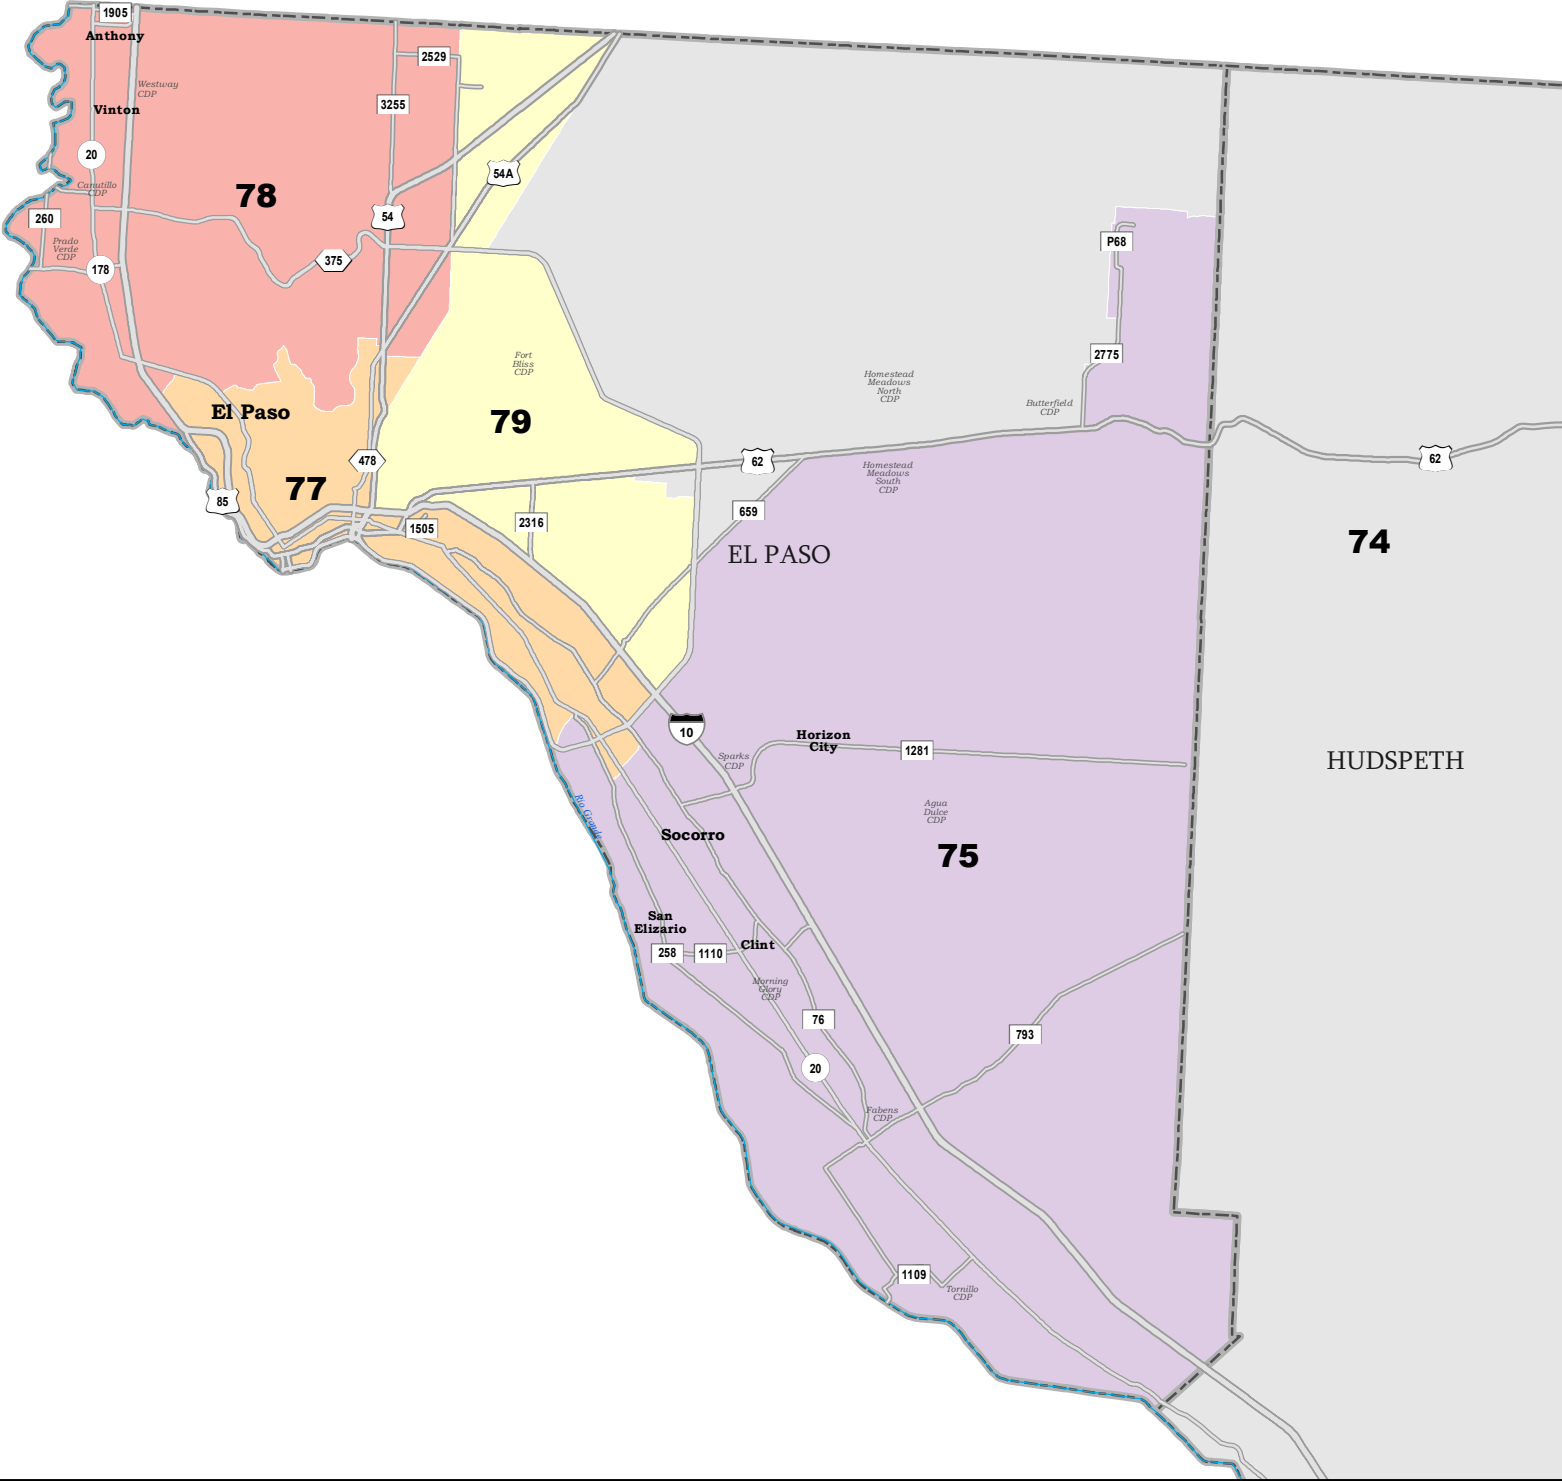 1905
Anthony
2529
Westway
CDP
3255
Vinton
20
54A
Canutillo
CDP
78
260
54
P68
Prado
Verde
CDP
375
178
2775
Fort
Bliss
CDP
Homestead
Meadows
North
CDP
Butterfield
CDP
El Paso
79
478
62
62
Homestead
Meadows
South
CDP
77
85
659
2316
1505
EL PASO
74
10
Horizon
City
1281
Sparks
CDP
HUDSPETH
Rio Grande
Agua
Dulce
CDP
Socorro
75
San
Elizario
258
1110
Clint
Morning
Glory
CDP
76
793
20
Fabens
CDP
1109
Tornillo
CDP